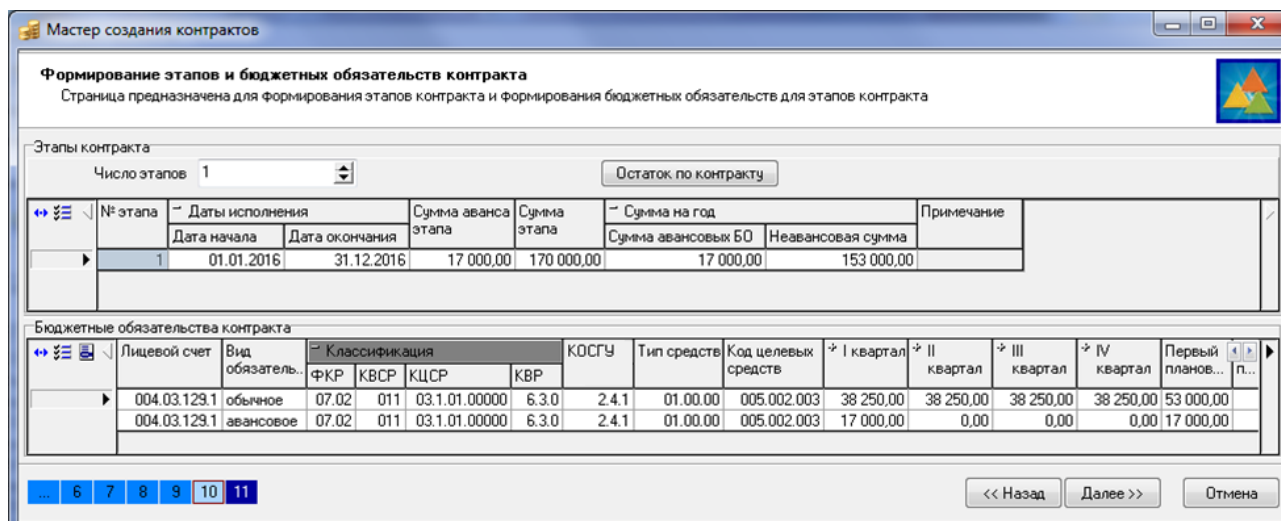 Мастер создания контрактов
Формирование этапов и бюджетных обязательств контракта
Страница предназначена для формирования этапов контракта и формирования бюджетных обязательств для этапов контракта
Этапы контракта
Число этапов 1 Остаток по контракту
№ этапа Даты исполнения Сумма аванса этапа Сумма этапа Сумма на год Примечание
Дата начала Дата окончания Сумма авансовых БО Неавансовая сумма
1 01.01.2016 31.12.2016 17 000,00 170 000,00 17 000,00 153 000,00
Бюджетные обязательства контракта
Лицевой счет Вид обязатель... Классификация КОСГУ Тип средств Код целевых средств I квартал II квартал III квартал IV квартал Первый планов... п...
ФКР КВСР КЦСР КВР
004.03.129.1 обычное 07.02 011 03.1.01.00000 6.3.0 2.4.1 01.00.00 005.002.003 38 250,00 38 250,00 38 250,00 38 250,00 53 000,00
004.03.129.1 авансовое 07.02 011 03.1.01.00000 6.3.0 2.4.1 01.00.00 005.002.003 17 000,00 0,00 0,00 0,00 17 000,00
... 6 7 8 9 10 11 << Назад Далее >> Отмена